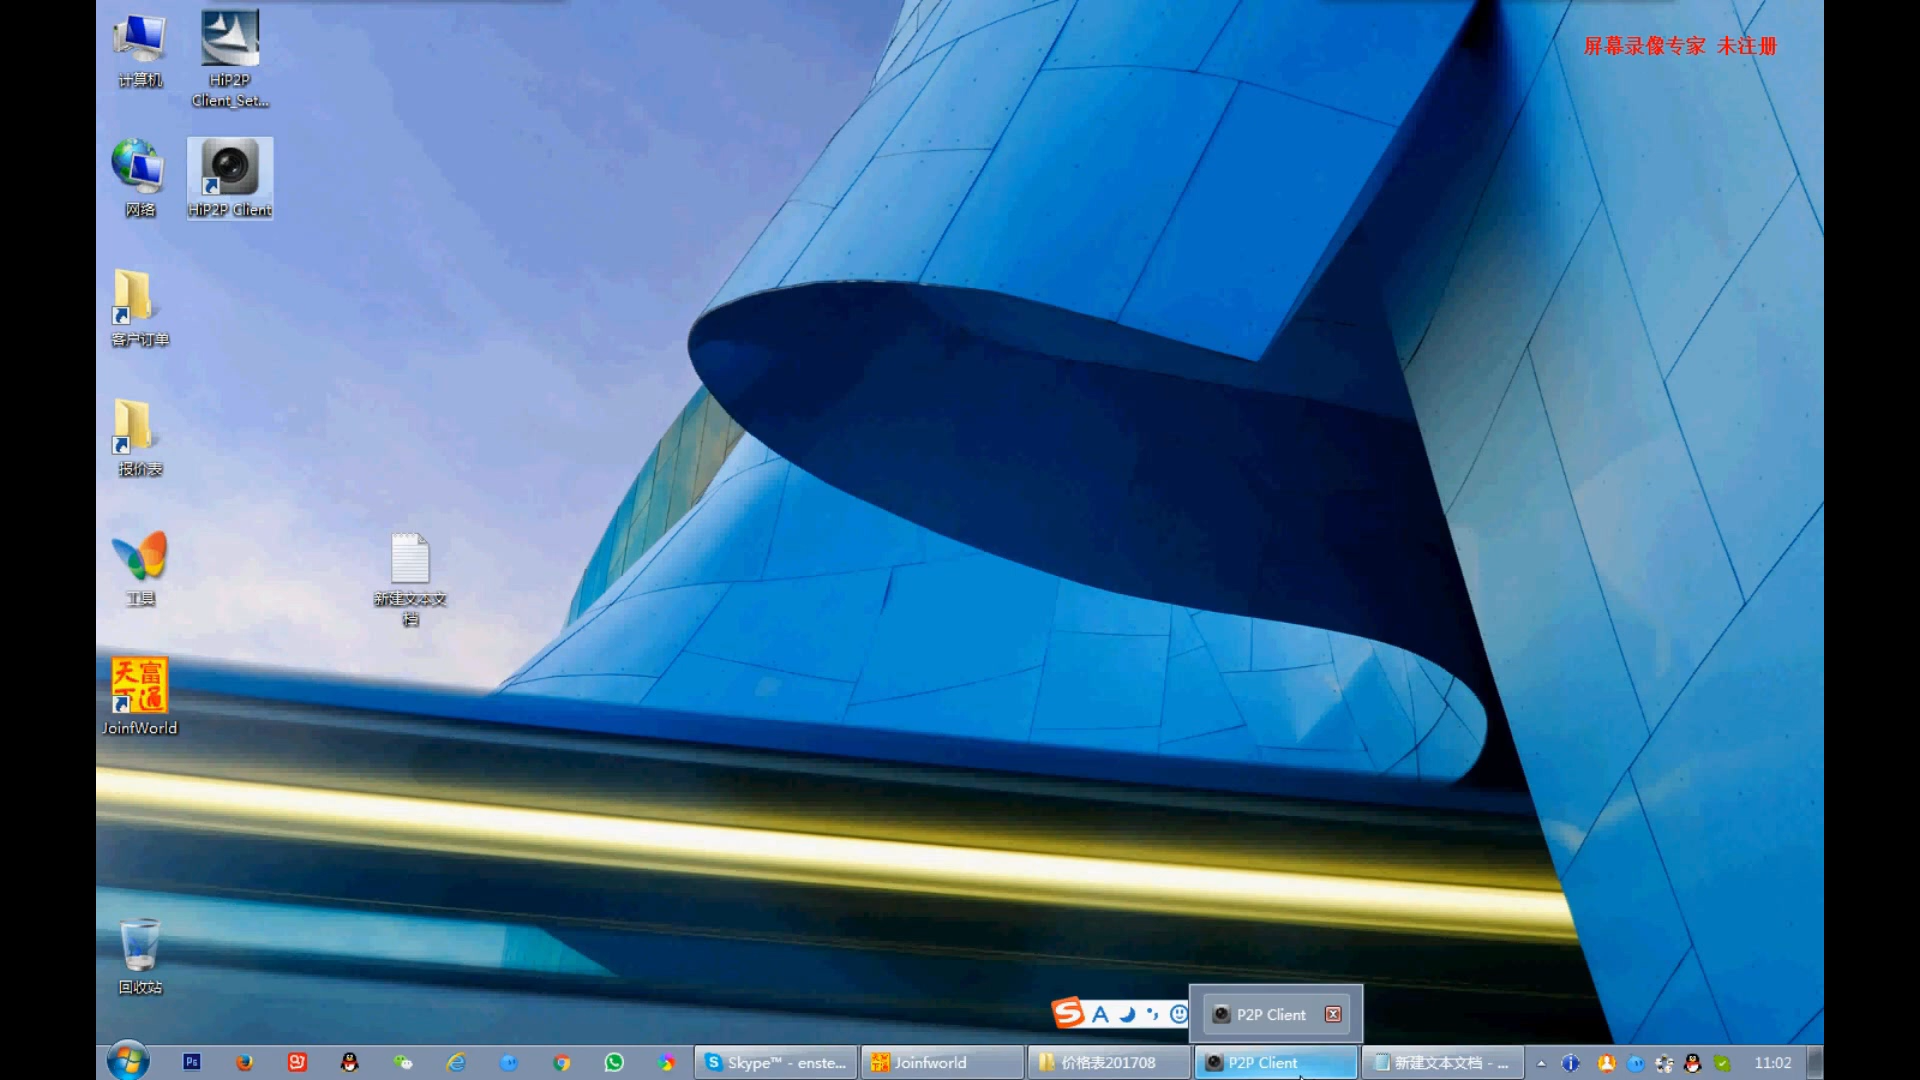 屏幕录像专家 未注册
计算机
HiP2P
Client_Set...
网络
HiP2P Client
客户订单
报价表
工具
新建文本文
档
天富
下通
JoinfWorld
回收站
A
P2P Client
Ps
Skype™ - enste...
Joinfworld
价格表201708
P2P Client
新建文本文档 - ...
11:02